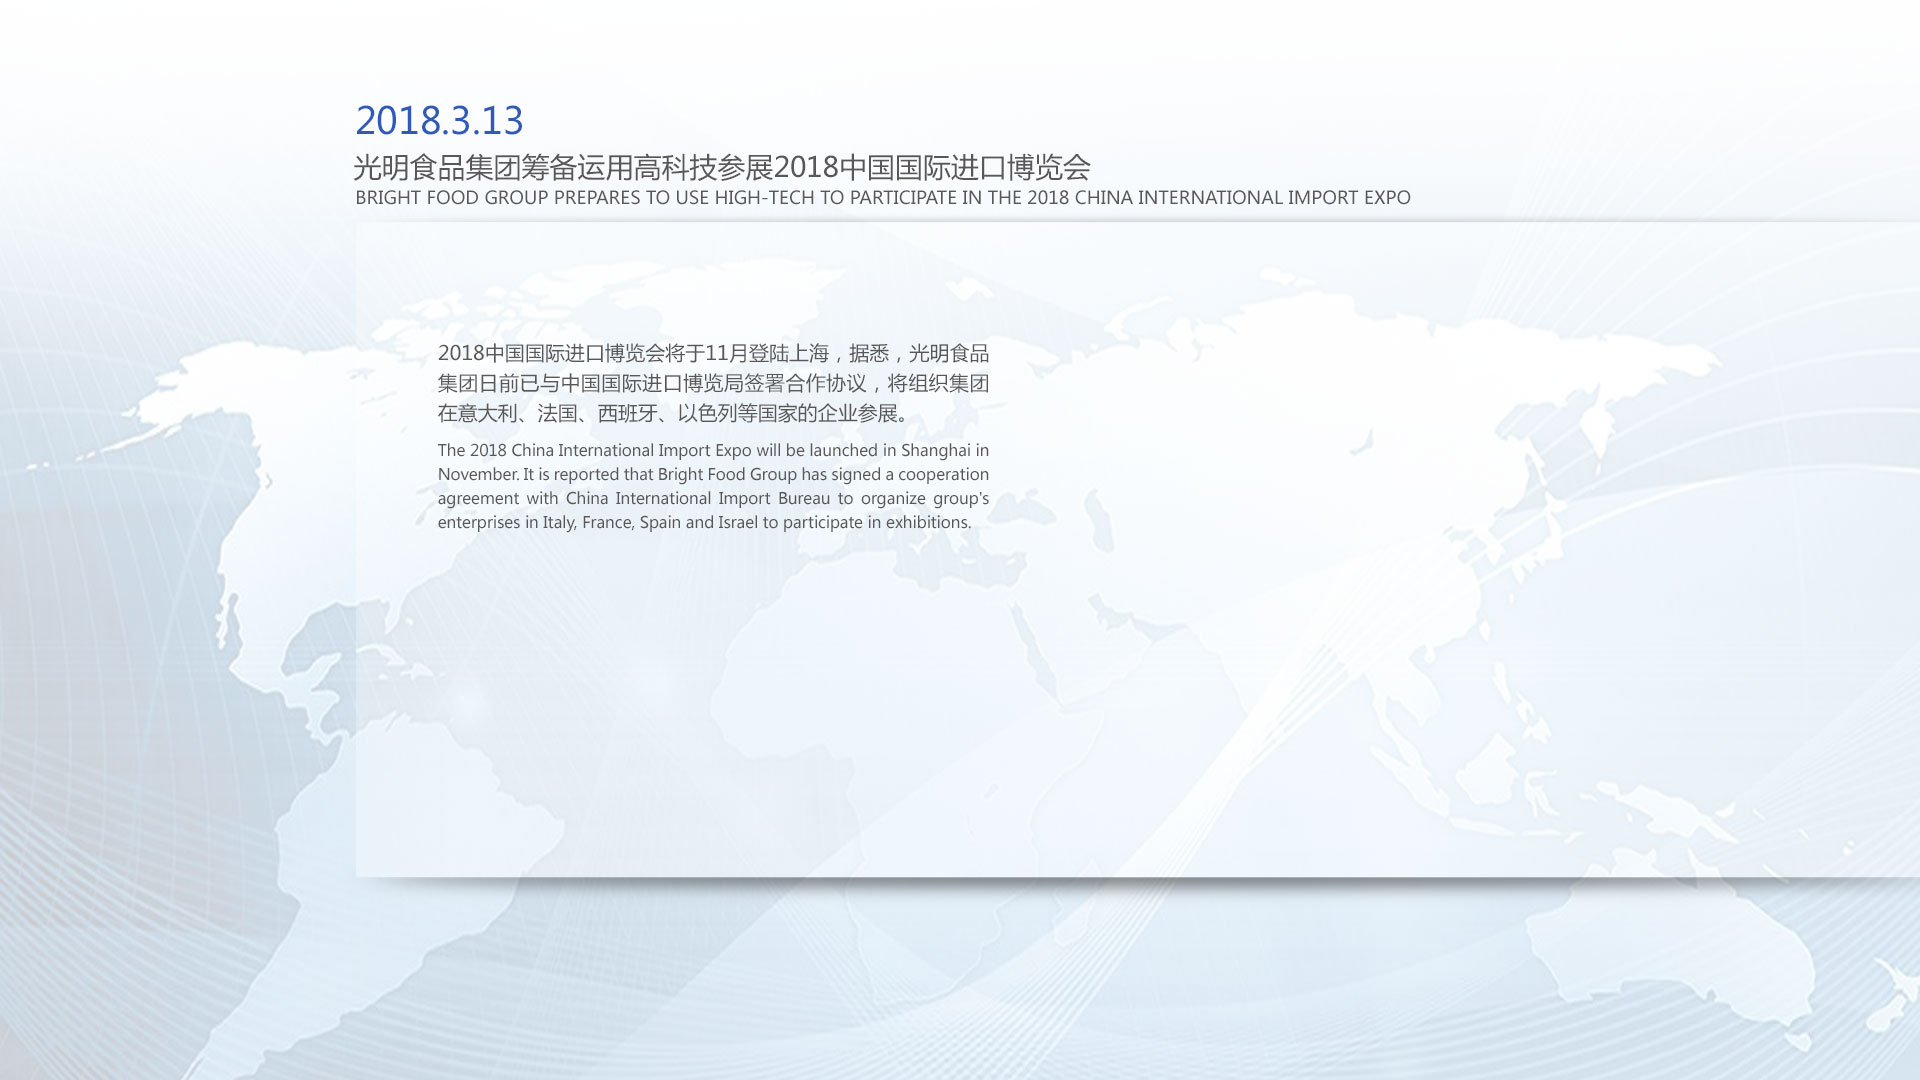 2018.3.13
光明食品集团筹备运用高科技参展2018中国国际进口博览会
BRIGHT FOOD GROUP PREPARES TO USE HIGH-TECH TO PARTICIPATE IN THE 2018 CHINA INTERNATIONAL IMPORT EXPO
2018中国国际进口博览会将于11月登陆上海，据悉，光明食品
集团日前已与中国国际进口博览局签署合作协议，将组织集团
在意大利、法国、西班牙、以色列等国家的企业参展。
The 2018 China International Import Expo will be launched in Shanghai in
November. It is reported that Bright Food Group has signed a cooperation
agreement with China International Import Bureau to organize group's
enterprises in Italy, France, Spain and Israel to participate in exhibitions.